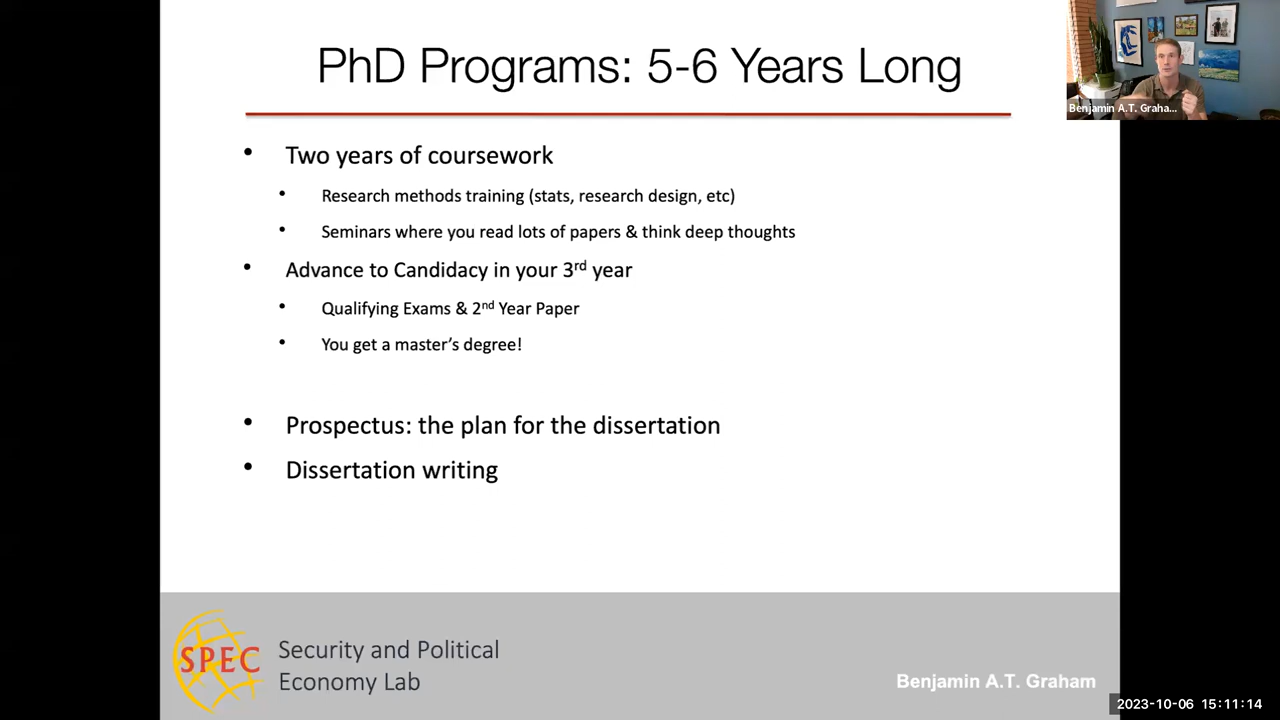 PhD Programs: 5-6 Years Long
Benjamin A.T. Graha...
• Two years of coursework
• Research methods training (stats, research design, etc)
• Seminars where you read lots of papers & think deep thoughts
• Advance to Candidacy in your 3rd year
• Qualifying Exams & 2nd Year Paper
• You get a master's degree!
• Prospectus: the plan for the dissertation
• Dissertation writing
SPEC
Security and Political
Economy Lab
Benjamin A.T. Graham
2023-10-06 15:11:14